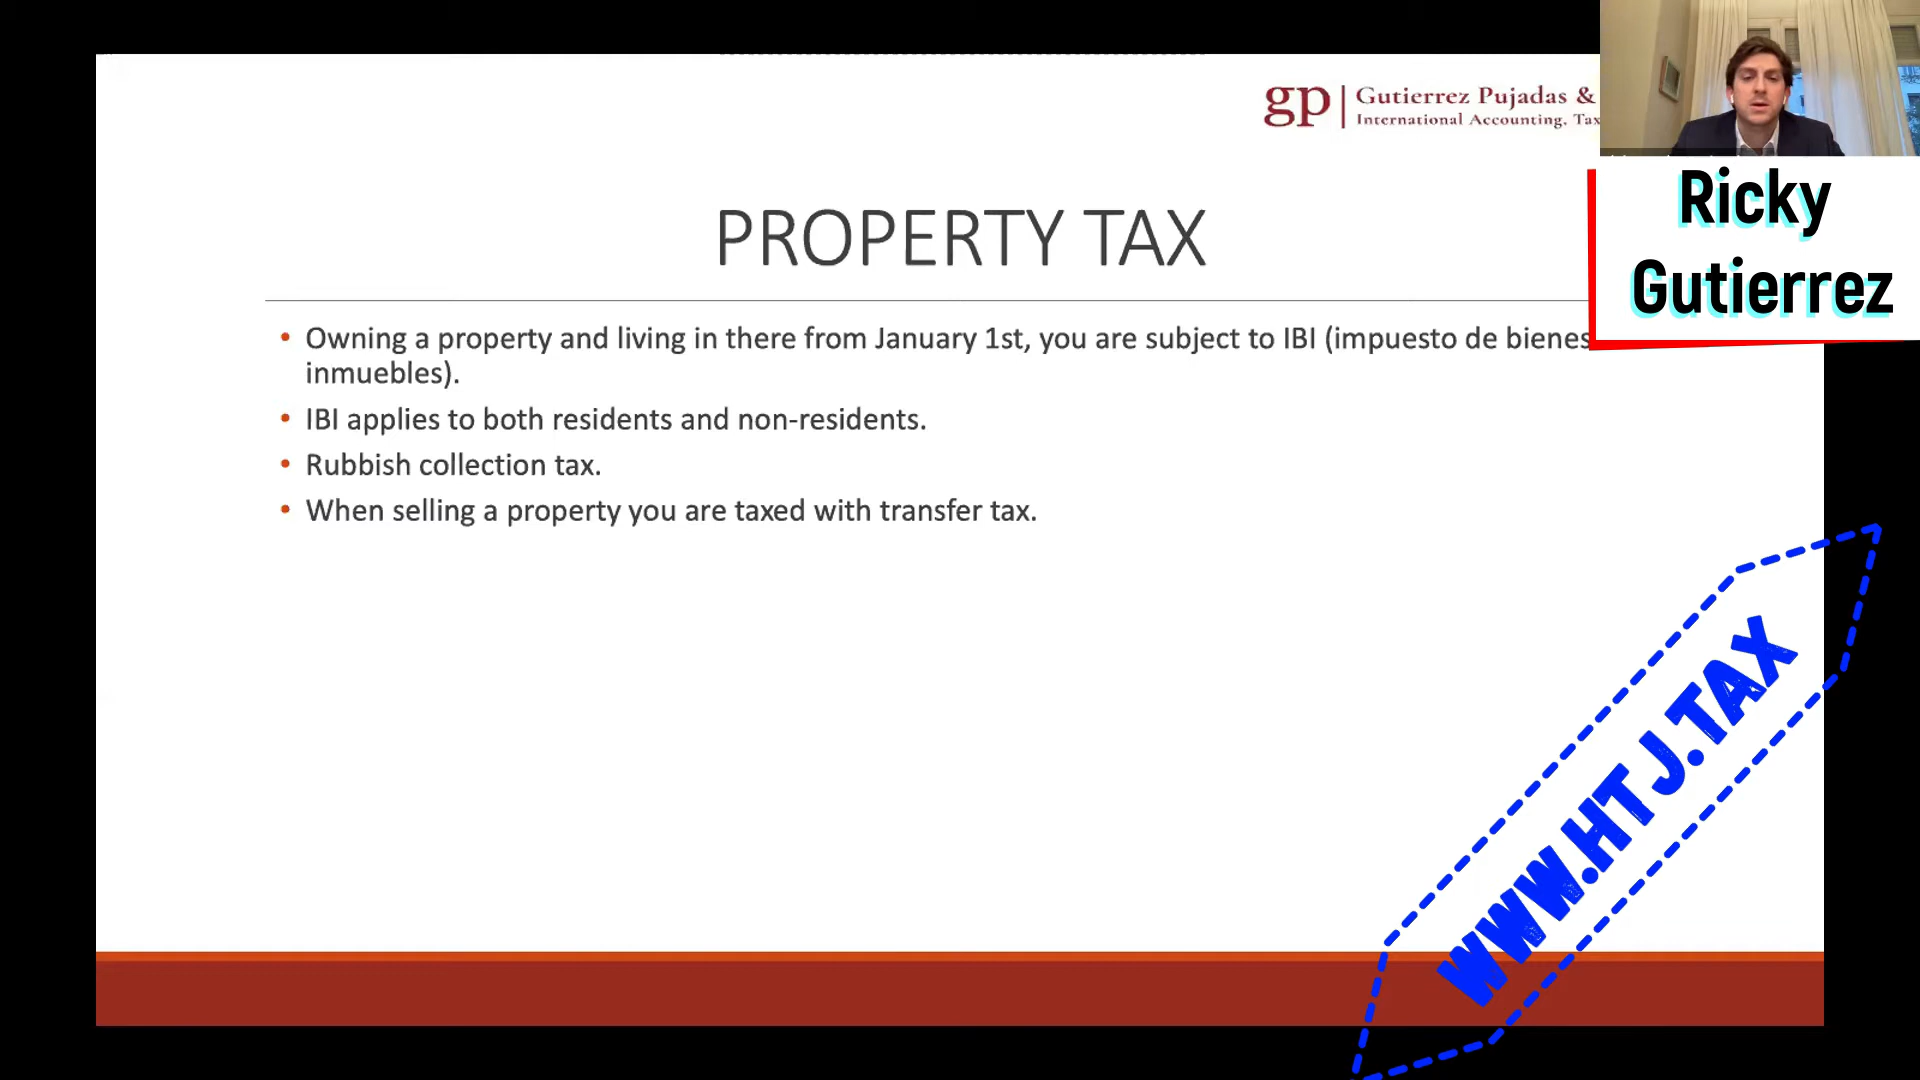 gp Gutierrez Pujadas &
International Accounting. Tax
Ricky
Gutierrez
PROPERTY TAX
• Owning a property and living in there from January 1st, you are subject to IBI (impuesto de bienes
inmuebles).
• IBI applies to both residents and non-residents.
• Rubbish collection tax.
• When selling a property you are taxed with transfer tax.
WWW.HTJ.TAX